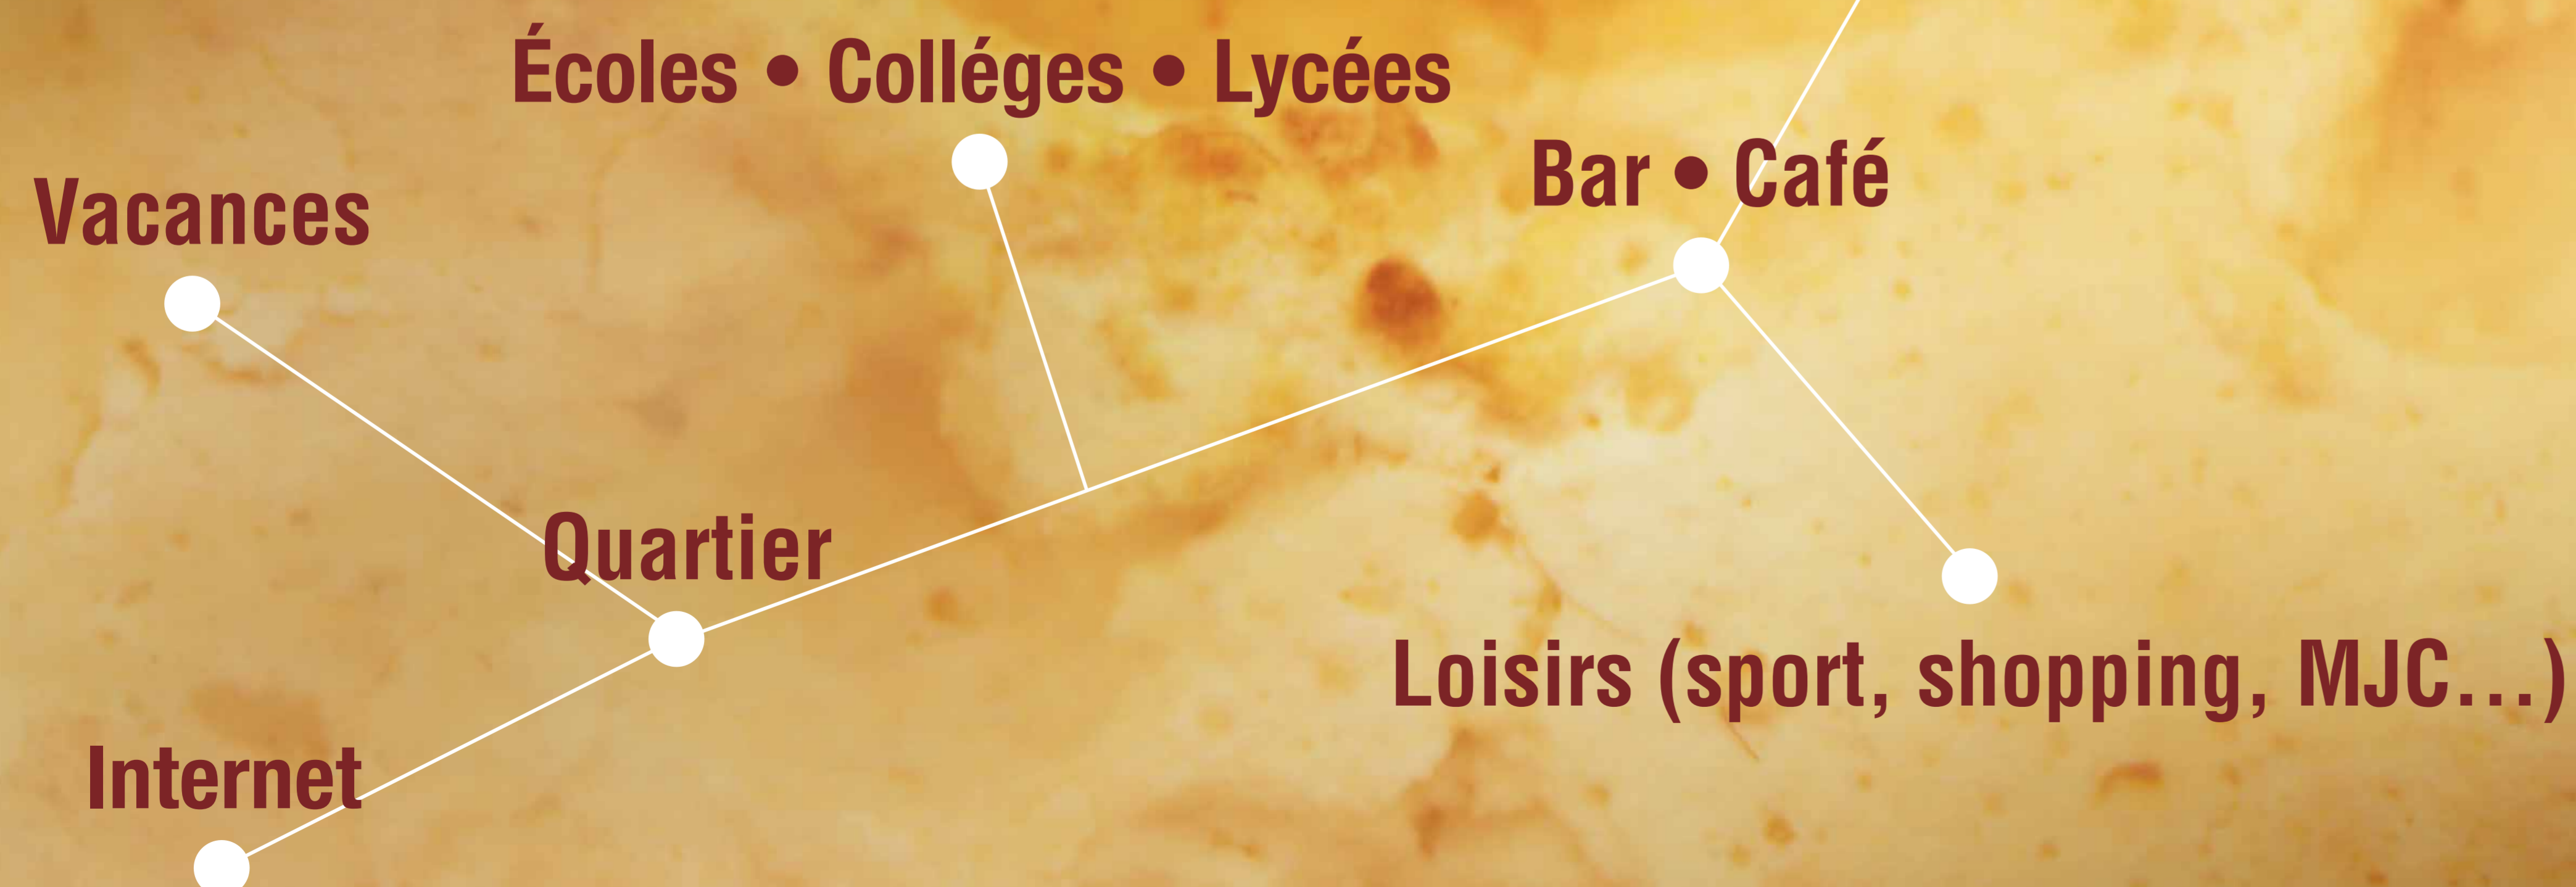 Écoles • Colléges • Lycées
Bar • Café
Vacances
Quartier
Loisirs (sport, shopping, MJC...)
Internet